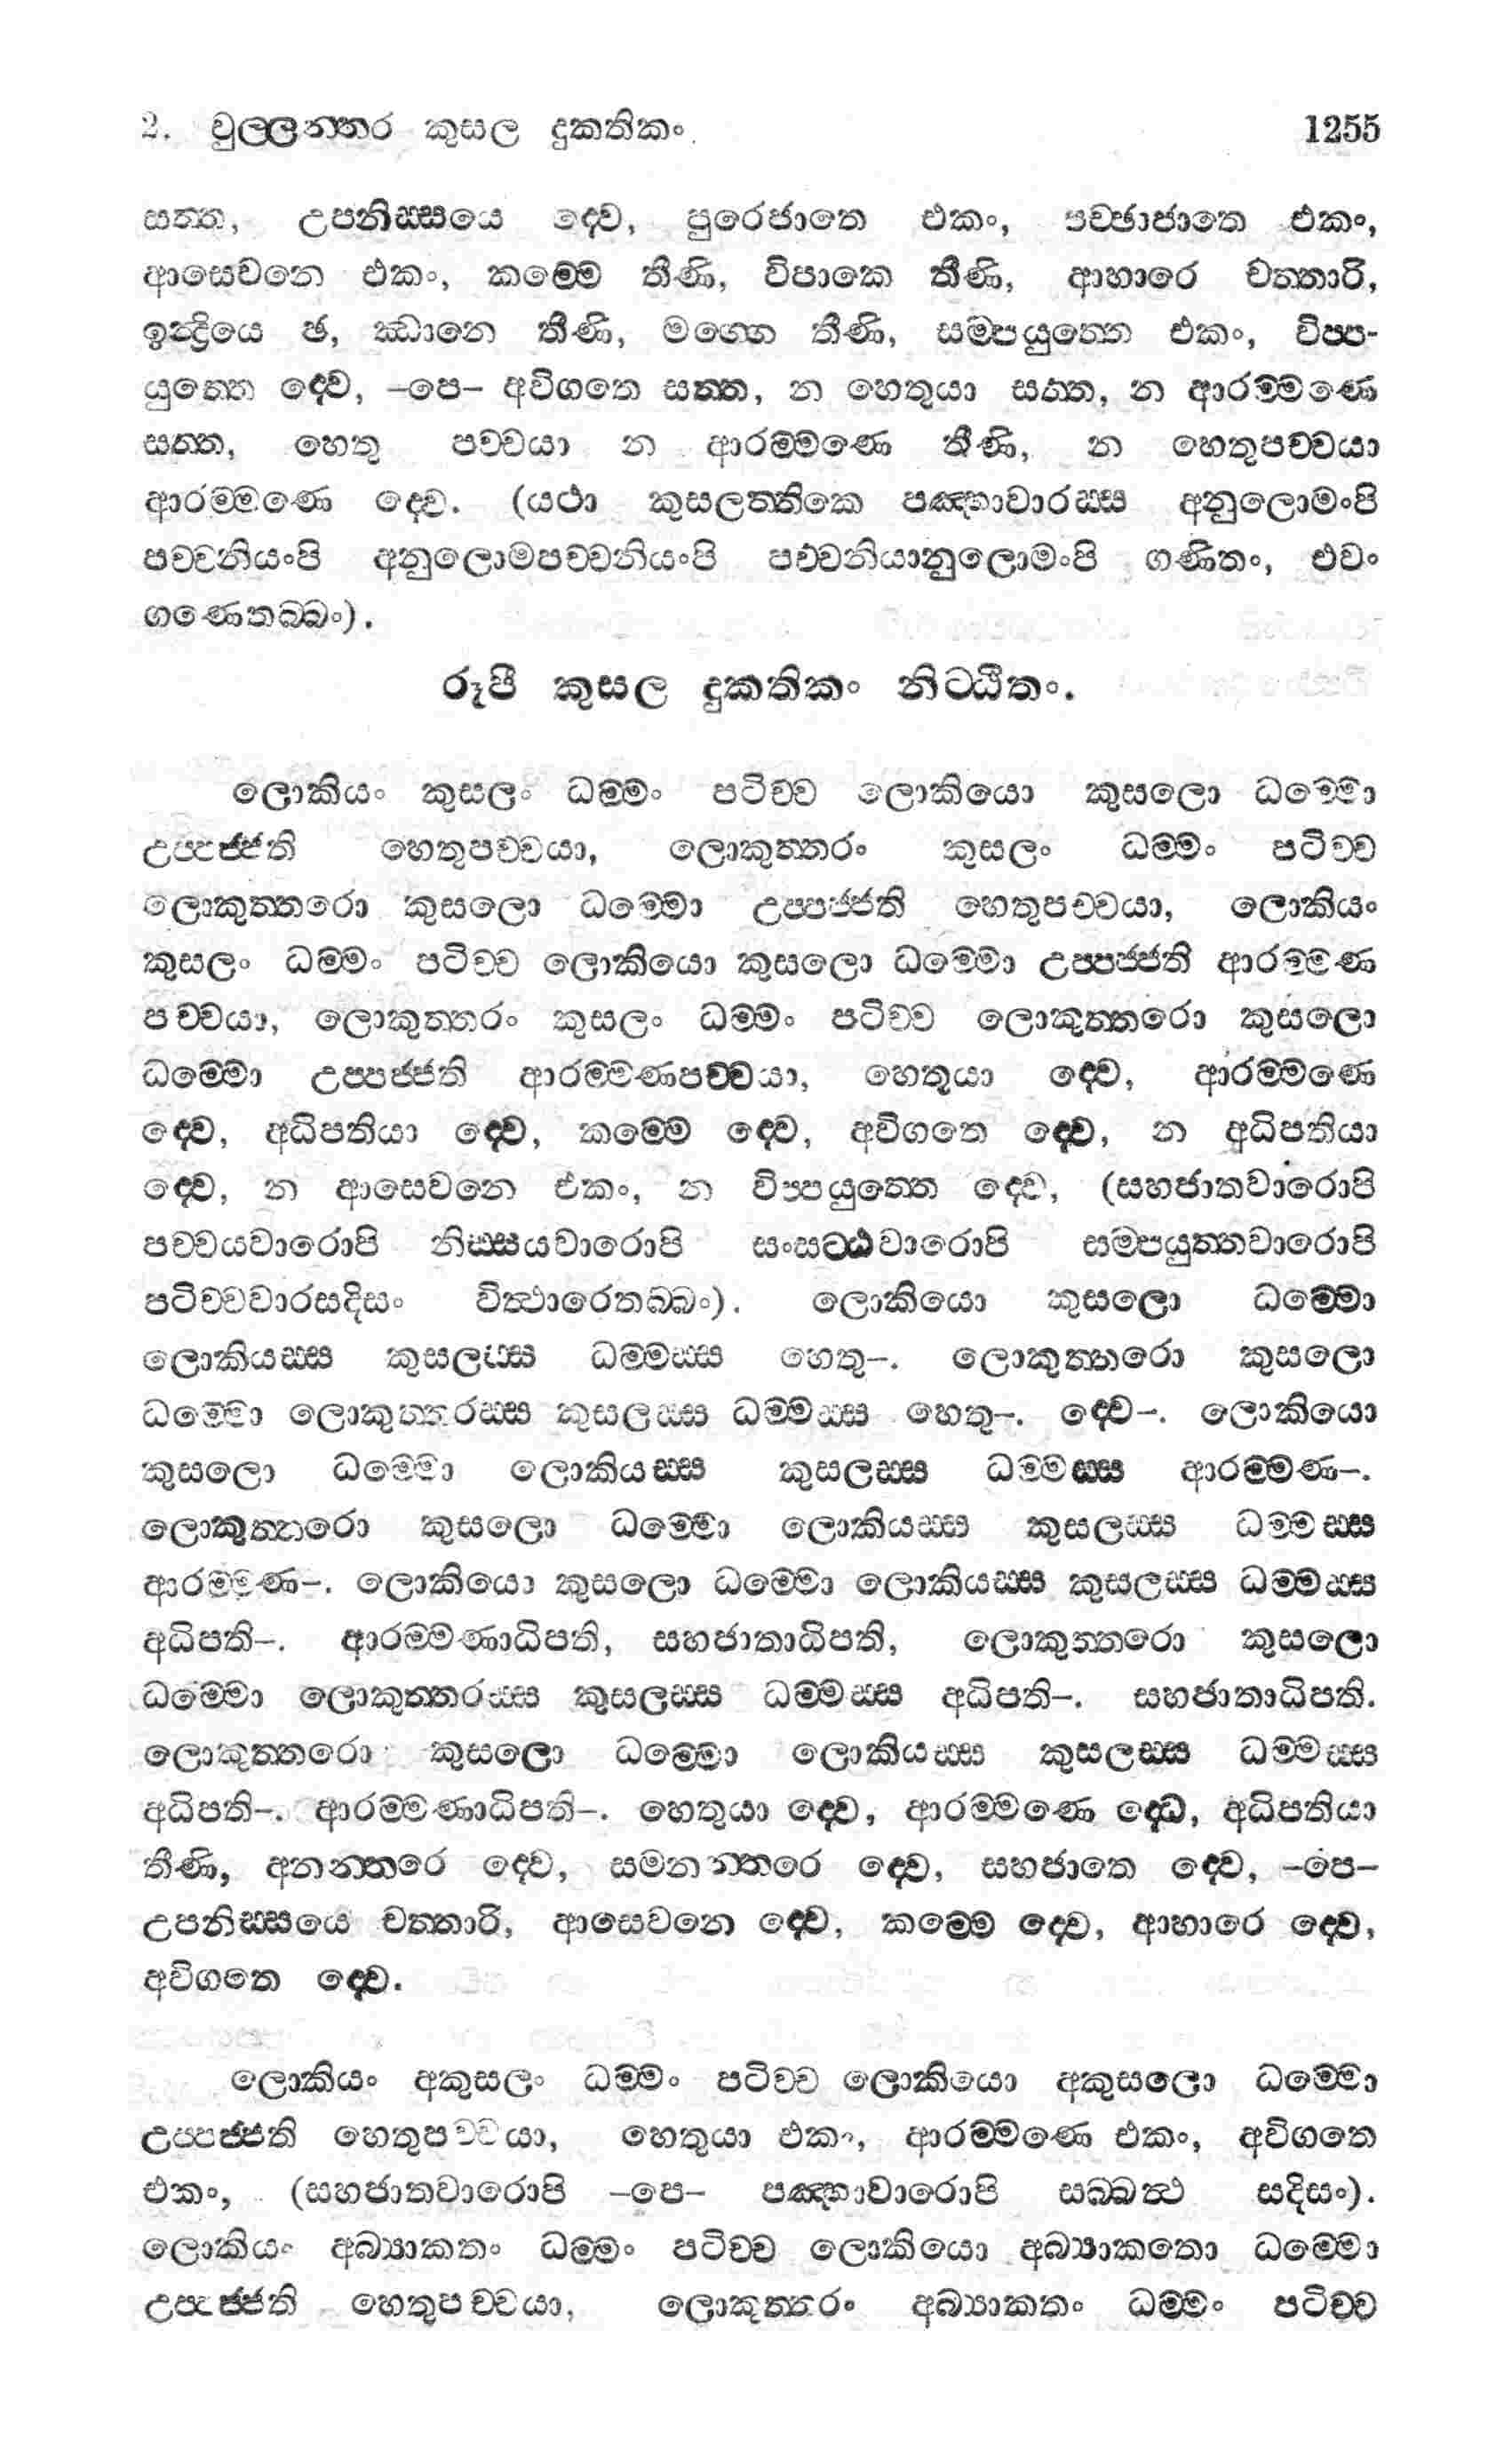 2. චුල්ලන්තර කුසල දුකතිකං. 1255
සත්ත, උපනිස්සයෙ ද්වෙ, පුරෙජාතෙ එකං, පච්ඡාජාතෙ එකං,
ආසෙවනෙ එකං, කම්මෙ තීණි, විපාකෙ තීණි, ආහාරෙ චත්තාරි,
ඉන්ද්‍රියෙ ඡ, ඣානෙ තීණි, මග්ගෙ තීණි, සම්පයුත්තෙ එකං, විප්ප-
යුත්තෙ ද්වෙ, –පෙ– අවිගතෙ සත්ත, න හෙතුයා සත්ත, න ආරම්මණෙ
සත්ත, හෙතු පච්චයා න ආරම්මණෙ තීණි, න හෙතුපච්චයා
ආරම්මණෙ ද්වෙ. (යථා කුසලත්තිකෙ පඤ්හාවාරස්ස අනුලොමංපි
පච්චනියංපි අනුලොමපච්චනියංපි පච්චනියානුලොමංපි ගණිතං, එවං
ගණෙතබ්බං).
රූපී කුසල දුකතිකං නිට්ඨිතං.
ලොකියං කුසලං ධම්මං පටිච්ච ලොකියො කුසලො ධම්මො
උප්පජ්ජති හෙතුපච්චයා, ලොකුත්තරං කුසලං ධම්මං පටිච්ච
ලොකුත්තරො කුසලො ධම්මො උප්පජ්ජති හෙතුපච්චයා, ලොකියං
කුසලං ධම්මං පටිච්ච ලොකියො කුසලො ධම්මො උප්පජ්ජති ආරම්මණ
පච්චයා, ලොකුත්තරං කුසලං ධම්මං පටිච්ච ලොකුත්තරො කුසලො
ධම්මො උප්පජ්ජති ආරම්මණපච්චයා, හෙතුයා ද්වෙ, ආරම්මණෙ
ද්වෙ, අධිපතියා ද්වෙ, කම්මෙ ද්වෙ, අවිගතෙ ද්වෙ, න අධිපතියා
ද්වෙ, න ආසෙවනෙ එකං, න විප්පයුත්තෙ ද්වෙ, (සහජාතවාරොපි
පච්චයවාරොපි නිස්සයවාරොපි සංසට්ඨවාරොපි සම්පයුත්තවාරොපි
පටිච්චවාරසදිසං විත්ථාරෙතබ්බං). ලොකියො කුසලො ධම්මො
ලොකියස්ස කුසලස්ස ධම්මස්ස හෙතු–. ලොකුත්තරො කුසලො
ධම්මො ලොකුත්තරස්ස කුසලස්ස ධම්මස්ස හෙතු–. ද්වෙ–. ලොකියො
කුසලො ධම්මො ලොකියස්ස කුසලස්ස ධම්මස්ස ආරම්මණ–.
ලොකුත්තරො කුසලො ධම්මො ලොකියස්ස කුසලස්ස ධම්මස්ස
ආරම්මණ–. ලොකියො කුසලො ධම්මො ලොකියස්ස කුසලස්ස ධම්මස්ස
අධිපති–. ආරම්මණාධිපති, සහජාතාධිපති, ලොකුත්තරො කුසලො
ධම්මො ලොකුත්තරස්ස කුසලස්ස ධම්මස්ස අධිපති–. සහජාතාධිපති.
ලොකුත්තරො කුසලො ධම්මො ලොකියස්ස කුසලස්ස ධම්මස්ස
අධිපති–. ආරම්මණාධිපති–. හෙතුයා ද්වෙ, ආරම්මණෙ ද්ධෙ, අධිපතියා
තීණි, අනන්තරෙ ද්වෙ, සමනන්තරෙ ද්වෙ, සහජාතෙ ද්වෙ, –පෙ–
උපනිස්සයෙ චත්තාරි, ආසෙවනෙ ද්වෙ, කම්මෙ ද්වෙ, ආහාරෙ ද්වෙ,
අවිගතෙ ද්වෙ.
ලොකියං අකුසලං ධම්මං පටිච්ච ලොකියො අකුසලො ධම්මො
උප්පජ්ජති හෙතුපච්චයා, හෙතුයා එකං, ආරම්මණෙ එකං, අවිගතෙ
එකං, (සහජාතවාරොපි –පෙ– පඤ්හාවාරොපි සබ්බත්ථ සදිසං).
ලොකියං අබ්‍යාකතං ධම්මං පටිච්ච ලොකියො අබ්‍යාකතො ධම්මො
උප්පජ්ජති හෙතුපච්චයා, ලොකුත්තරං අබ්‍යාකතං ධම්මං පටිච්ච